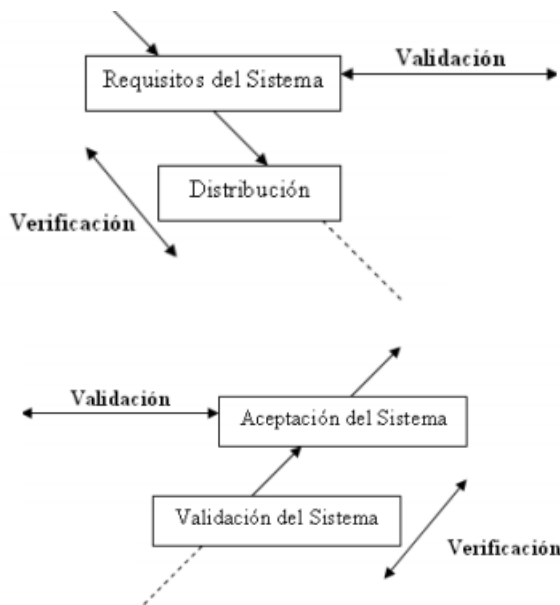 Validación
Requisitos del Sistema
Distribución
Verificación
Validación
Aceptación del Sistema
Validación del Sistema
Verificación